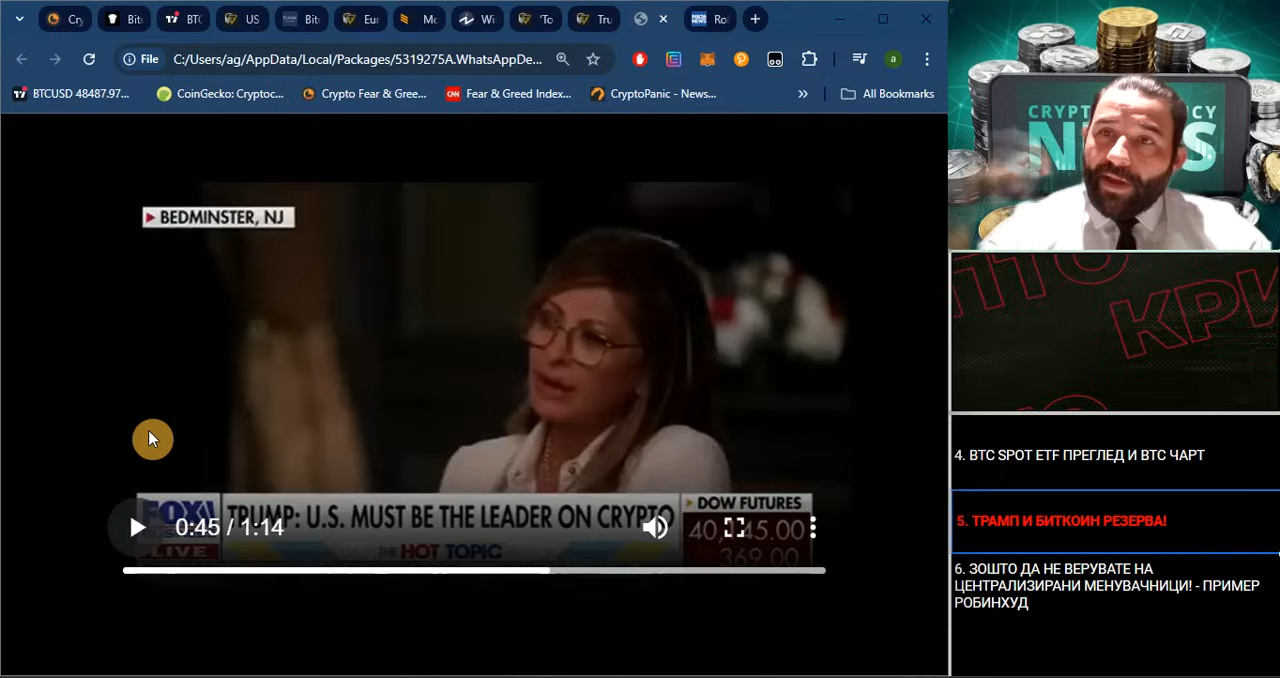 Cry
Bit
BTC
US
Bit
Eur
Mo
Wi
'To
Tru
Ro
File
C:/Users/ag/AppData/Local/Packages/5319275A.WhatsAppDe...
BTCUSD 48487.97...
CoinGecko: Cryptoc...
Crypto Fear & Gree...
Fear & Greed Index...
CryptoPanic - News...
All Bookmarks
BEDMINSTER, NJ
FOX
LIVE
TRUMP: U.S. MUST BE THE LEADER ON CRYPTO
THE HOT TOPIC
DOW FUTURES
369.00
0:45 / 1:14
КРИ
4. BTC SPOT ETF ПРЕГЛЕД И BTC ЧАРТ
5. ТРАМП И БИТКОИН РЕЗЕРВА!
6. ЗОШТО ДА НЕ ВЕРУВАТЕ НА
ЦЕНТРАЛИЗИРАНИ МЕНУВАЧНИЦИ! - ПРИМЕР
РОБИНХУД